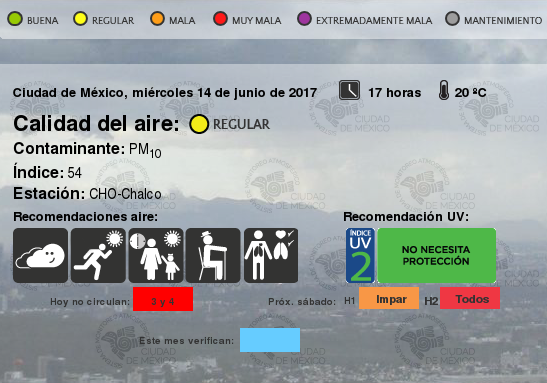 BUENA REGULAR MALA MUY MALA EXTREMADAMENTE MALA MANTENIMIENTO
Ciudad de México, miércoles 14 de junio de 2017 17 horas 20 ºC
Calidad del aire: REGULAR
Contaminante: PM10
Índice: 54
Estación: CHO-Chalco
Recomendaciones aire: Recomendación UV:
ÍNDICE
UV
2
NO NECESITA
PROTECCIÓN
Hoy no circulan: 3 y 4 Próx. sábado: H1 Impar H2 Todos
Este mes verifican:
CIUDAD
DE MÉXICO